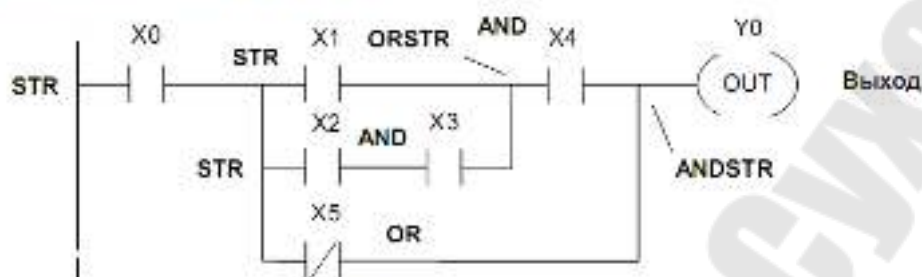 X0 X1 ORSTR AND X4 Y0
STR STR OUT Выход
X2 AND X3
STR ANDSTR
X5 OR